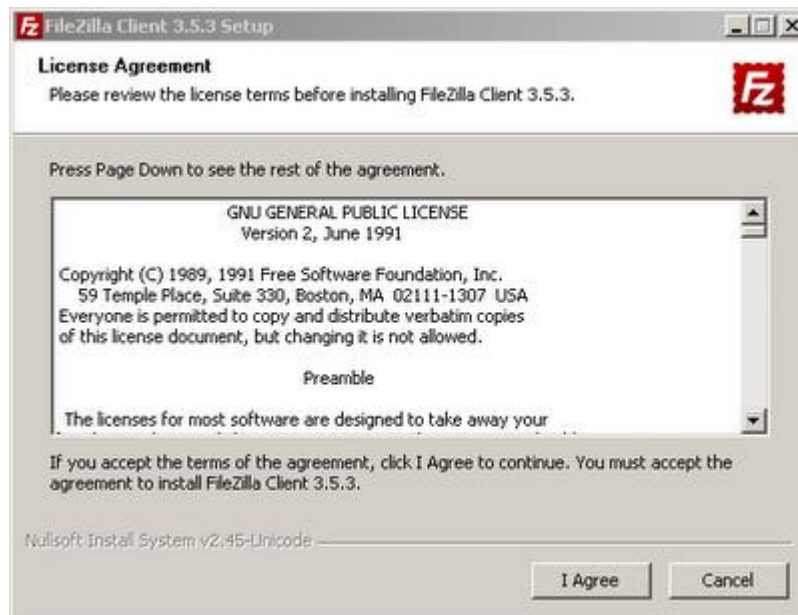 FileZilla Client 3.5.3 Setup
License Agreement
Please review the license terms before installing FileZilla Client 3.5.3.
Fz
Press Page Down to see the rest of the agreement.
GNU GENERAL PUBLIC LICENSE
Version 2, June 1991
Copyright (C) 1989, 1991 Free Software Foundation, Inc.
59 Temple Place, Suite 330, Boston, MA 02111-1307 USA
Everyone is permitted to copy and distribute verbatim copies
of this license document, but changing it is not allowed.
Preamble
The licenses for most software are designed to take away your
If you accept the terms of the agreement, click I Agree to continue. You must accept the
agreement to install FileZilla Client 3.5.3.
Nullsoft Install System v2.45-Unicode
I Agree
Cancel